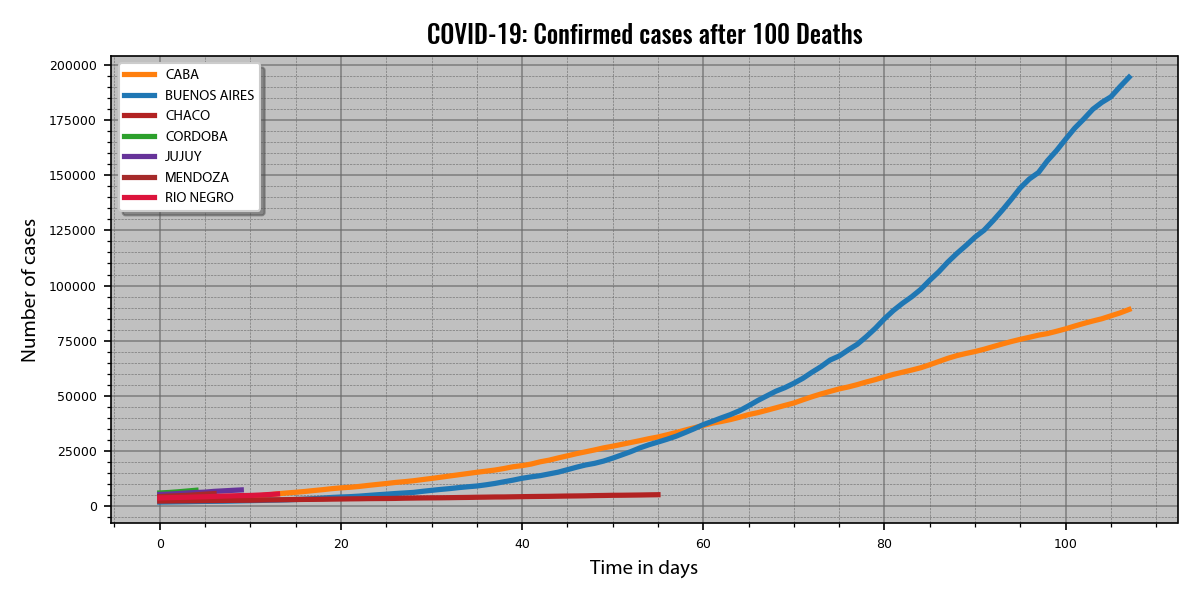 COVID-19: Confirmed cases after 100 Deaths
200000
175000
150000
125000
100000
75000
50000
25000
0
Number of cases
CABA
BUENOS AIRES
CHACO
CORDOBA
JUJUY
MENDOZA
RIO NEGRO
0 20 40 60 80 100
Time in days